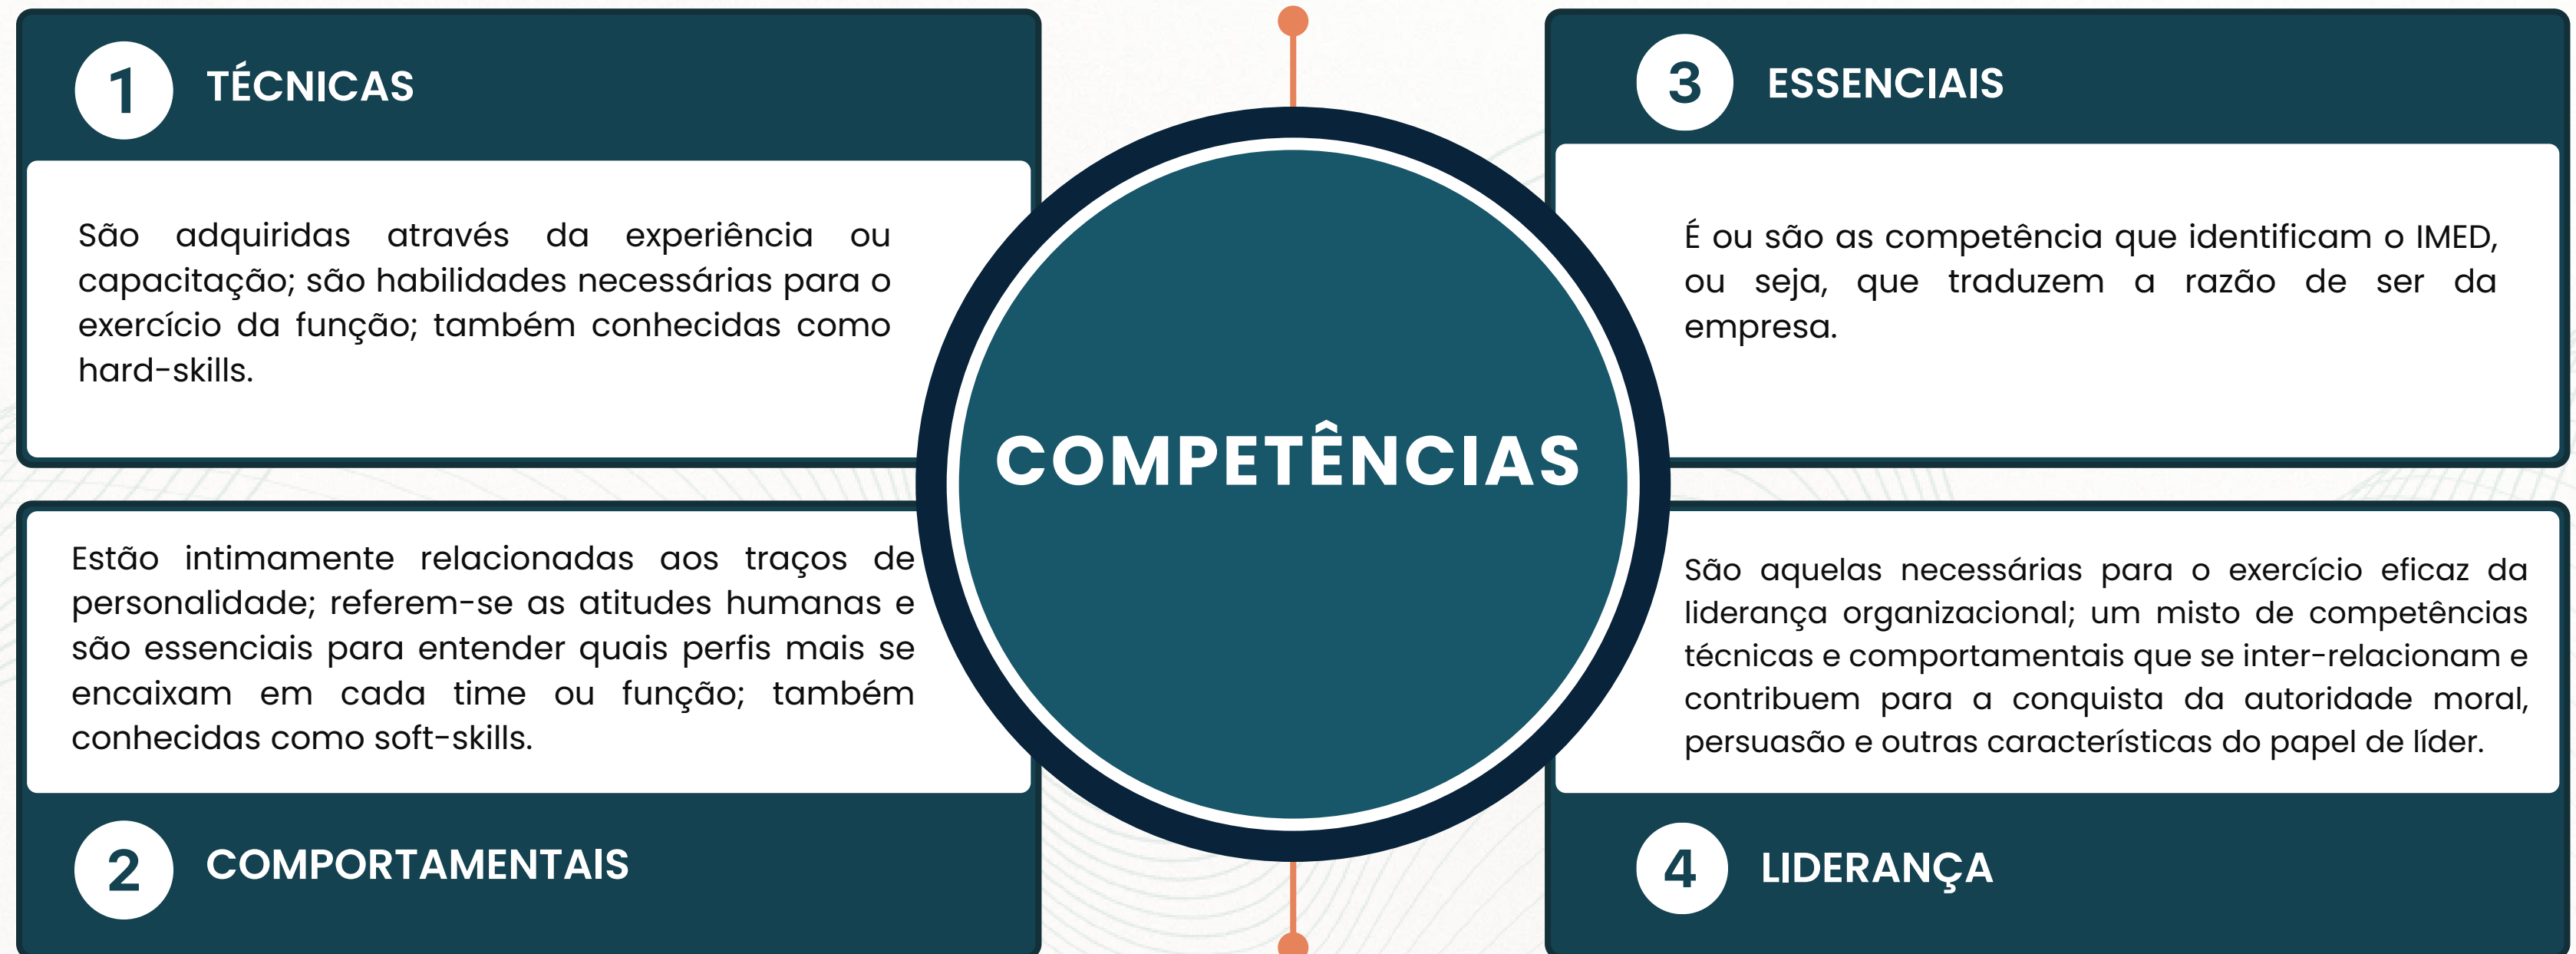 1
TÉCNICAS
São adquiridas através da experiência ou
capacitação; são habilidades necessárias para o
exercício da função; também conhecidas como
hard-skills.
Estão intimamente relacionadas aos traços de
personalidade; referem-se as atitudes humanas e
são essenciais para entender quais perfis mais se
encaixam em cada time ou função; também
conhecidas como soft-skills.
2
COMPORTAMENTAIS
COMPETÊNCIAS
3
ESSENCIAIS
É ou são as competência que identificam o IMED,
ou seja, que traduzem a razão de ser da
empresa.
São aquelas necessárias para o exercício eficaz da
liderança organizacional; um misto de competências
técnicas e comportamentais que se inter-relacionam e
contribuem para a conquista da autoridade moral,
persuasão e outras características do papel de líder.
4
LIDERANÇA